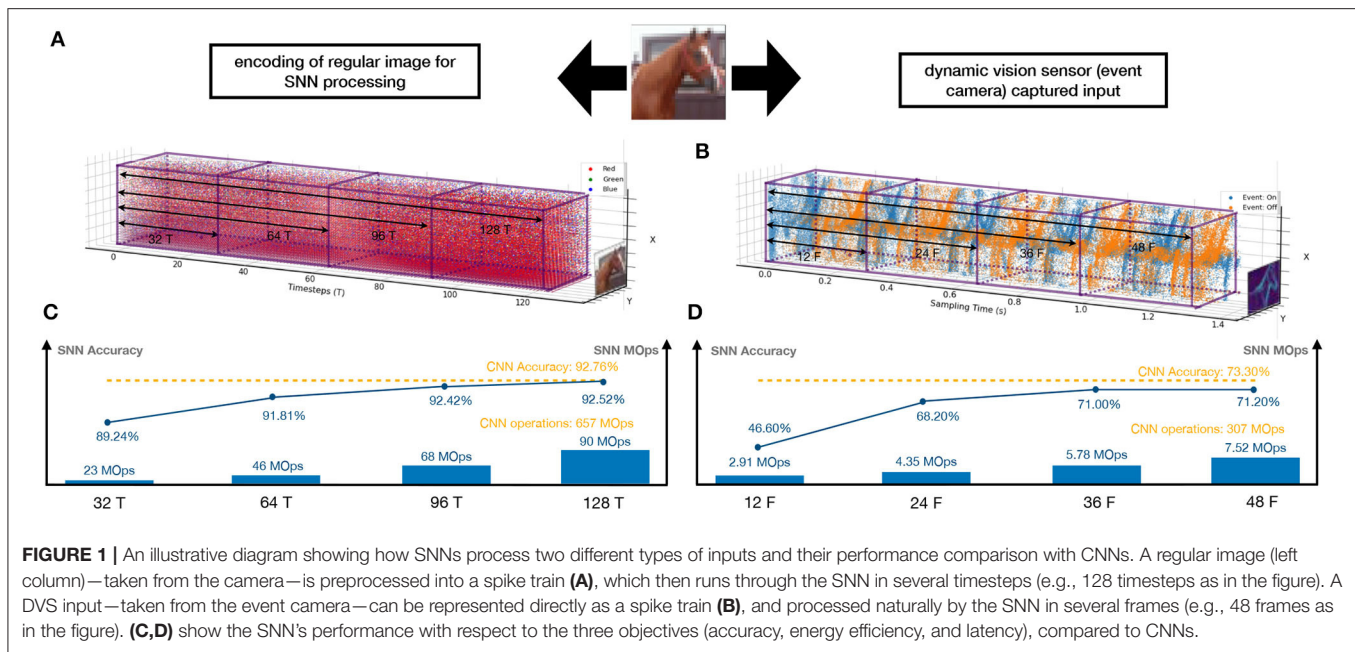 A
encoding of regular image for
SNN processing
dynamic vision sensor (event
camera) captured input
Red
Green
Blue
32 T
64 T
96 T
128 T
0
20
40
60
80
100
120
Timesteps (T)
X
Y
B
Event: On
Event: Off
12 F
24 F
36 F
48 F
0.0
0.2
0.4
0.6
0.8
1.0
1.2
1.4
Sampling Time (s)
X
Y
C
SNN Accuracy
SNN MOps
CNN Accuracy: 92.76%
89.24%
91.81%
92.42%
92.52%
CNN operations: 657 MOps
23 MOps
46 MOps
68 MOps
90 MOps
32 T
64 T
96 T
128 T
D
SNN Accuracy
CNN Accuracy: 73.30%
46.60%
68.20%
71.00%
71.20%
CNN operations: 307 MOps
2.91 MOps
4.35 MOps
5.78 MOps
7.52 MOps
12 F
24 F
36 F
48 F
FIGURE 1 | An illustrative diagram showing how SNNs process two different types of inputs and their performance comparison with CNNs. A regular image (left
column)—taken from the camera—is preprocessed into a spike train (A), which then runs through the SNN in several timesteps (e.g., 128 timesteps as in the figure). A
DVS input—taken from the event camera—can be represented directly as a spike train (B), and processed naturally by the SNN in several frames (e.g., 48 frames as
in the figure). (C,D) show the SNN's performance with respect to the three objectives (accuracy, energy efficiency, and latency), compared to CNNs.